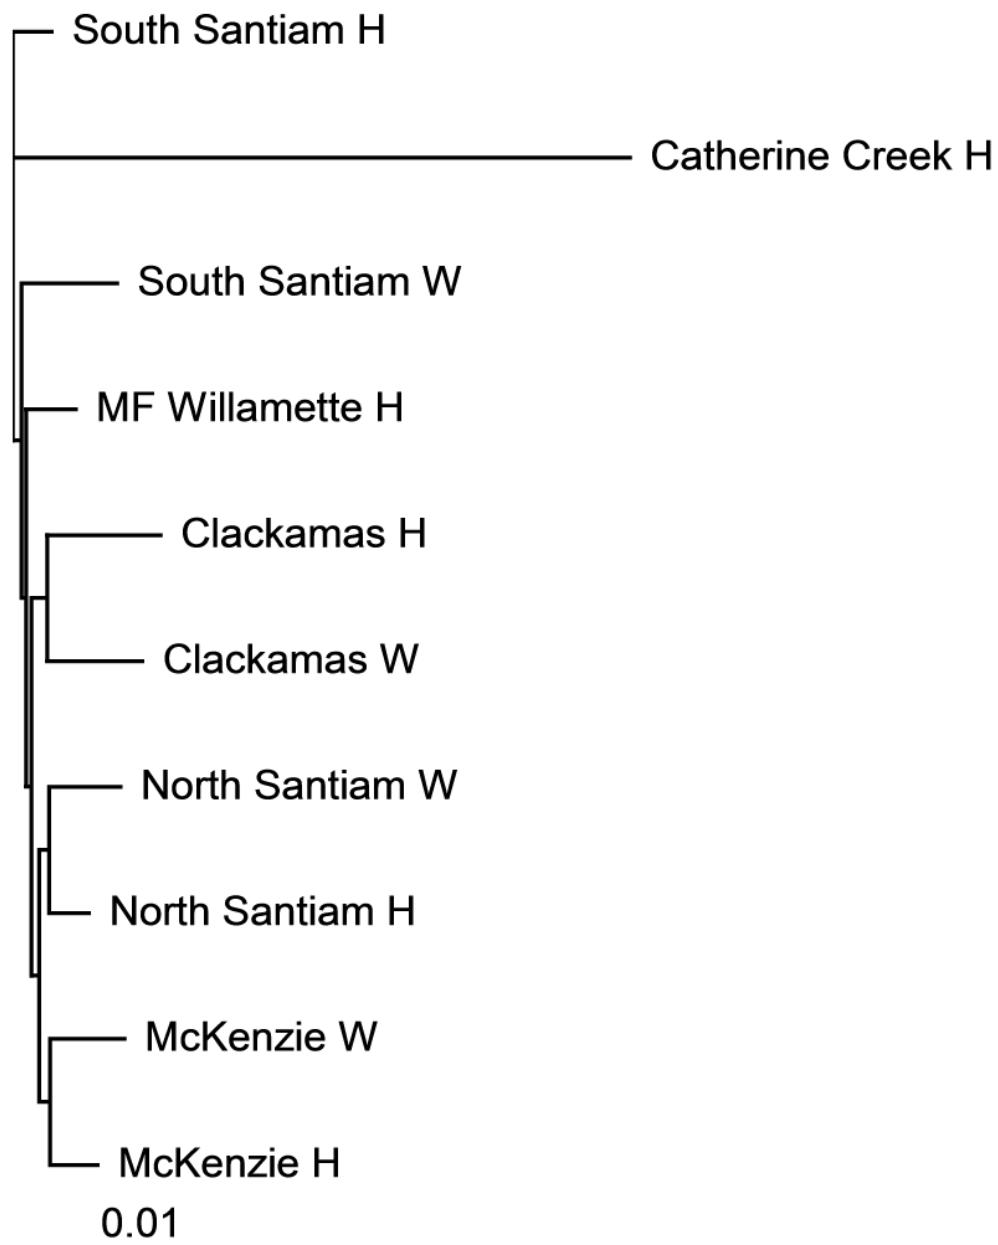 South Santiam H
Catherine Creek H
South Santiam W
MF Willamette H
Clackamas H
Clackamas W
North Santiam W
North Santiam H
McKenzie W
McKenzie H
0.01